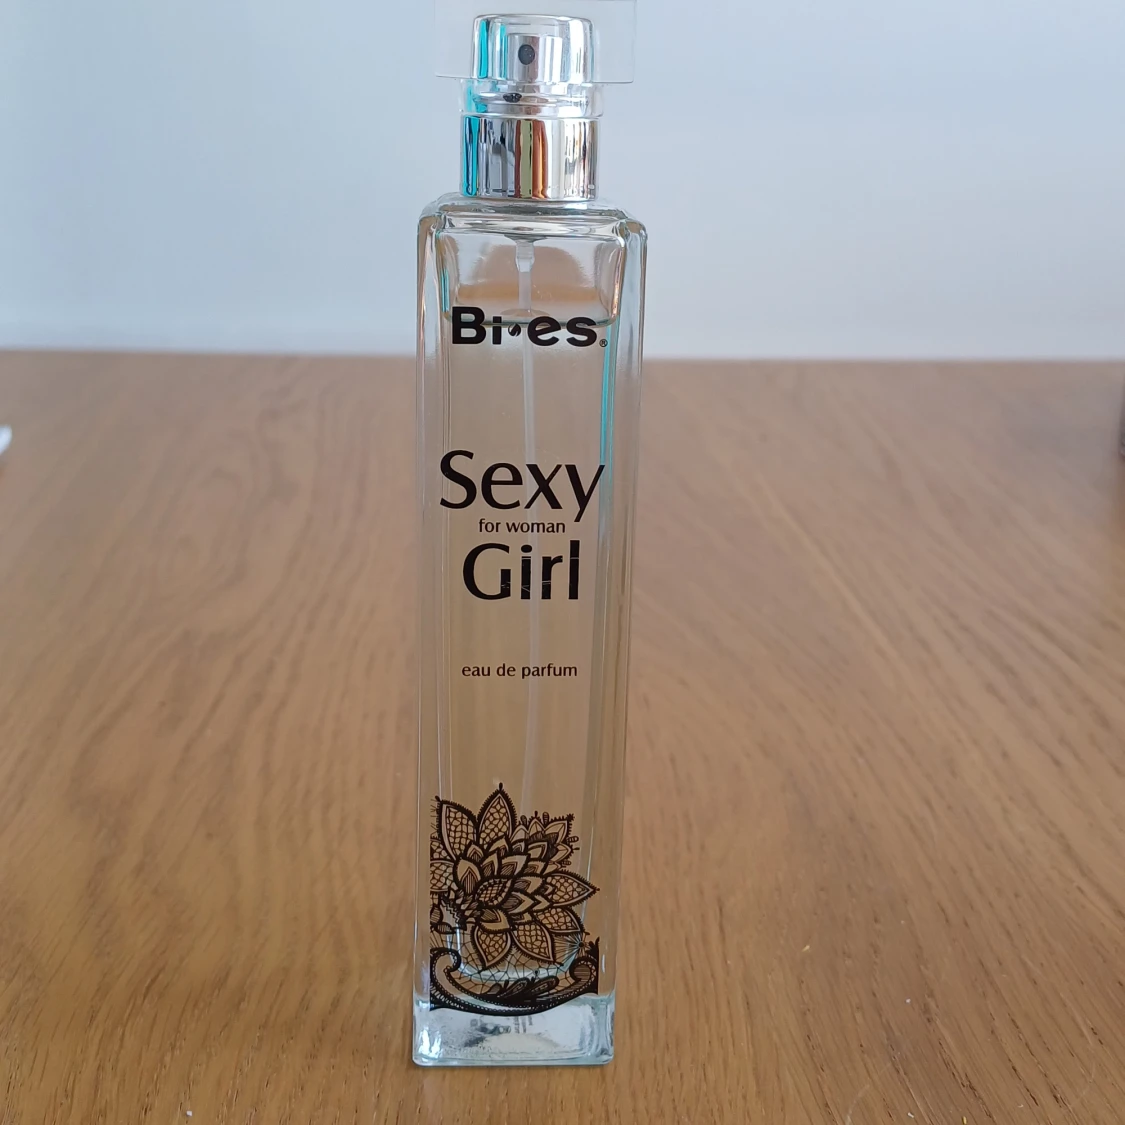 Bi•es®
Sexy
for woman
Girl
eau de parfum